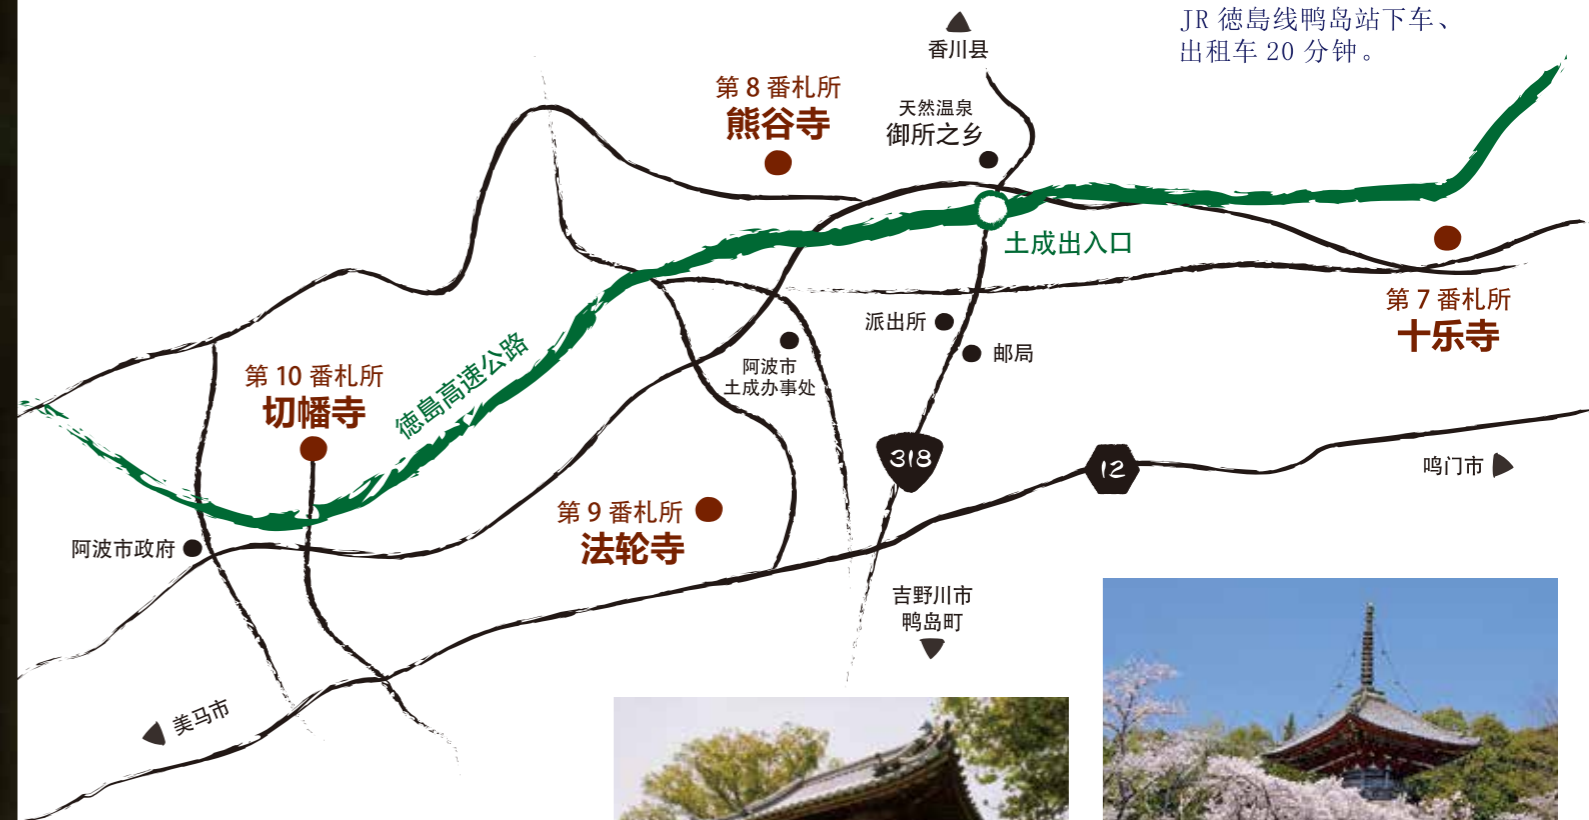 JR 徳島线鸭岛站下车、
出租车 20 分钟。
香川县
第 8 番札所
熊谷寺
天然温泉
御所之乡
土成出入口
第 7 番札所
十乐寺
派出所
邮局
阿波市
土成办事处
徳島高速公路
第 10 番札所
切幡寺
318
12
鸣门市
第 9 番札所
法轮寺
阿波市政府
吉野川市
鸭岛町
美马市